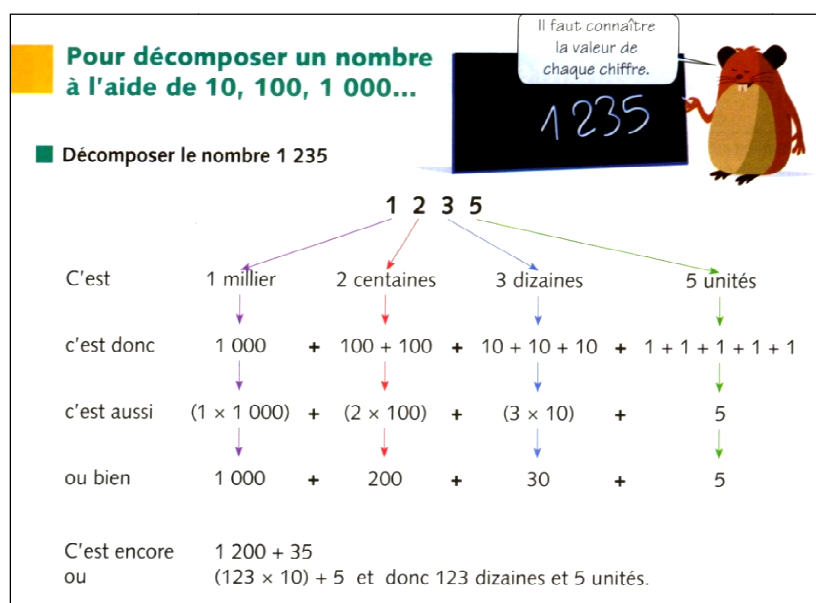 Il faut connaître
la valeur de
chaque chiffre.
Pour décomposer un nombre
à l'aide de 10, 100, 1 000...
1 235
Décomposer le nombre 1 235
1 2 3 5
C'est 1 millier 2 centaines 3 dizaines 5 unités
c'est donc 1 000 + 100 + 100 + 10 + 10 + 10 + 1 + 1 + 1 + 1 + 1
c'est aussi (1 × 1 000) + (2 × 100) + (3 × 10) + 5
ou bien 1 000 + 200 + 30 + 5
C'est encore 1 200 + 35
ou (123 × 10) + 5 et donc 123 dizaines et 5 unités.